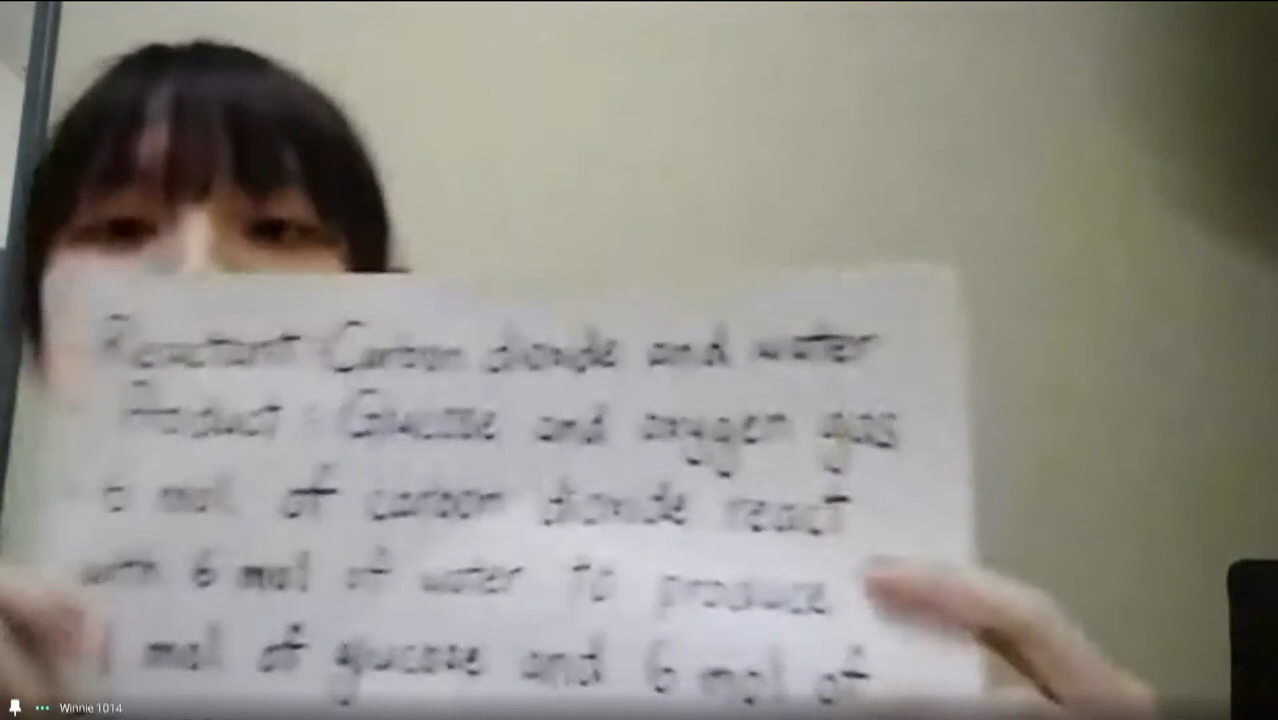 Reactant : Carbon dioxide and water
Product : Glucose and oxygen gas
6 mol of carbon dioxide react
with 6 mol of water to produce
1 mol of glucose and 6 mol of
Winnie 1014